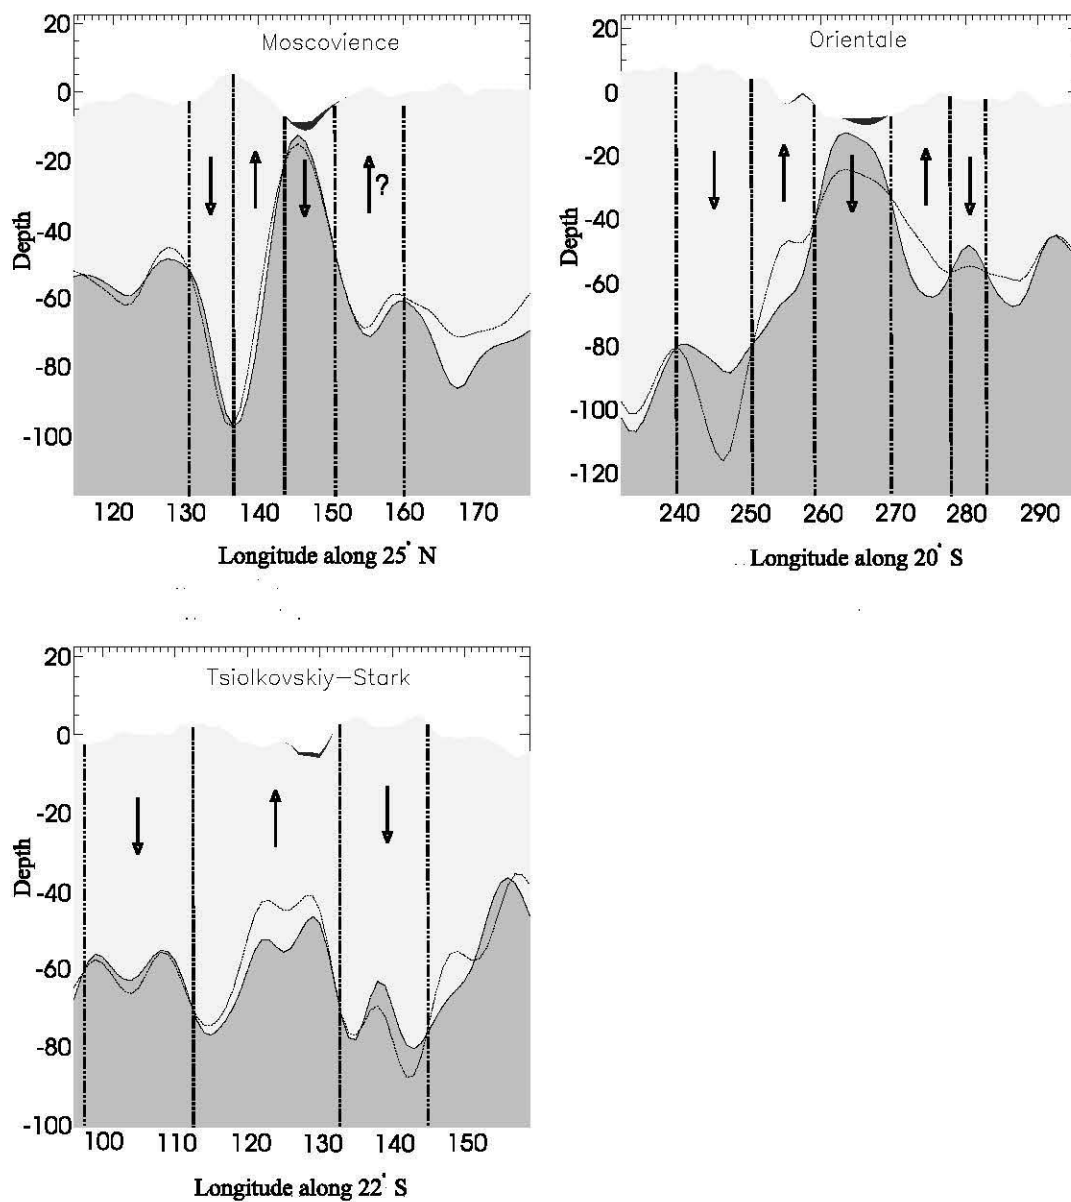 Moscovience
20
0
-20
-40
-60
-80
-100
Depth
?
120 130 140 150 160 170
Longitude along 25° N
Orientale
20
0
-20
-40
-60
-80
-100
-120
Depth
240 250 260 270 280 290
Longitude along 20° S
Tsiolkovskiy-Stark
20
0
-20
-40
-60
-80
-100
Depth
100 110 120 130 140 150
Longitude along 22° S